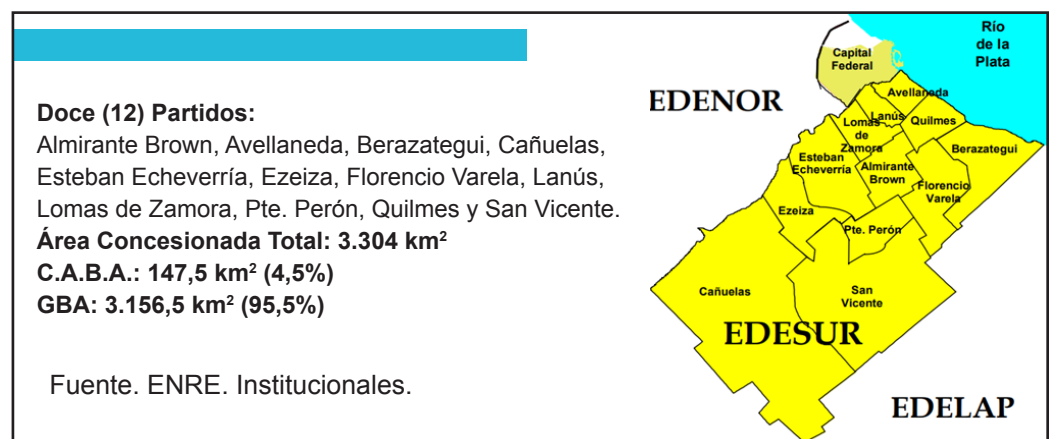 Doce (12) Partidos:
Almirante Brown, Avellaneda, Berazategui, Cañuelas,
Esteban Echeverría, Ezeiza, Florencio Varela, Lanús,
Lomas de Zamora, Pte. Perón, Quilmes y San Vicente.
Área Concesionada Total: 3.304 km²
C.A.B.A.: 147,5 km² (4,5%)
GBA: 3.156,5 km² (95,5%)
Fuente. ENRE. Institucionales.
Río
de la
Plata
Capital
Federal
EDENOR
Avellaneda
Lanús
Quilmes
Lomas
de
Zamora
Berazategui
Esteban
Echeverría
Almirante
Brown
Florencio
Varela
Ezeiza
Pte. Perón
Cañuelas
San
Vicente
EDESUR
EDELAP